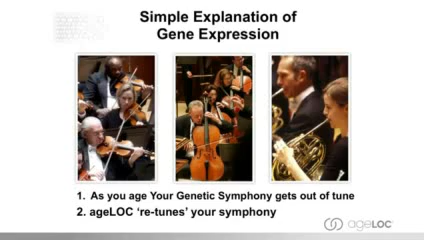 Simple Explanation of
Gene Expression
1. As you age Your Genetic Symphony gets out of tune
2. ageLOC ‘re-tunes’ your symphony
ageLOC